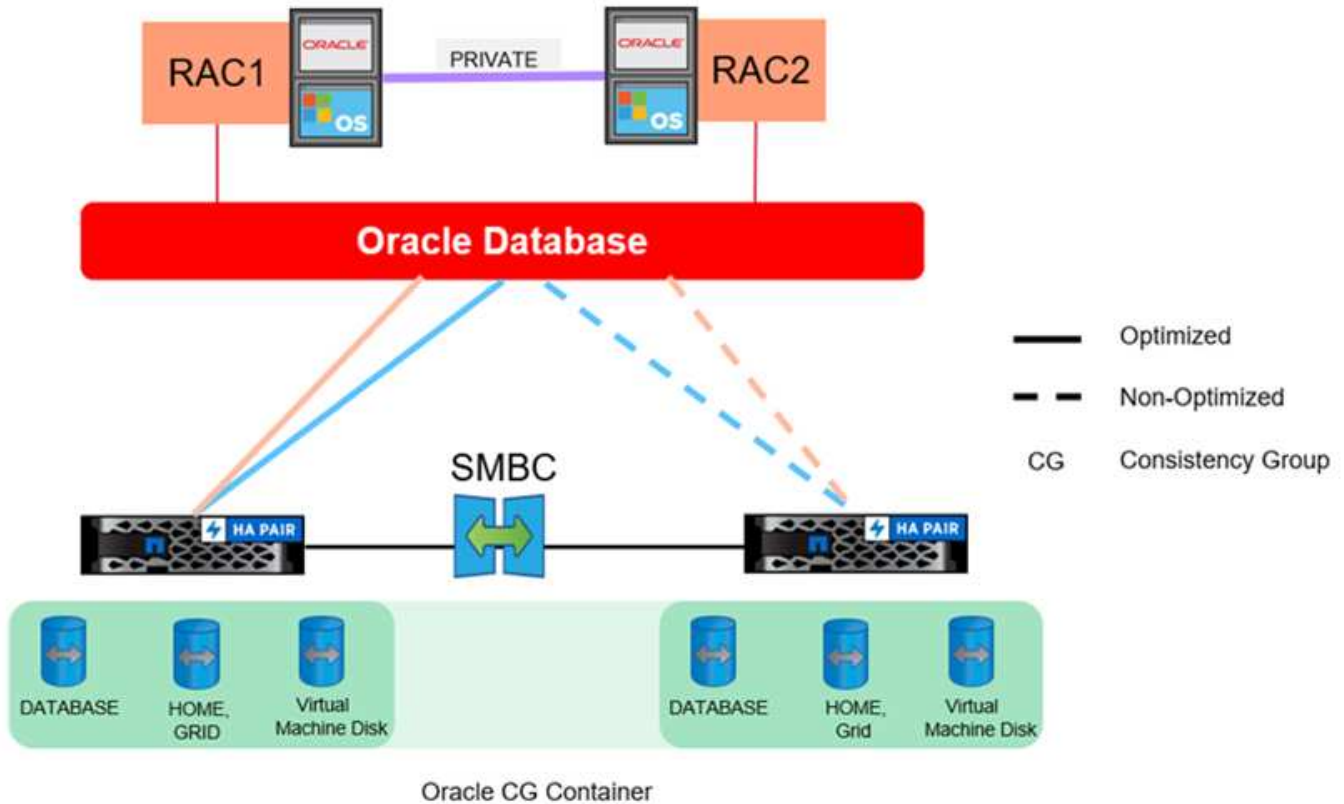 RAC1
ORACLE
OS
PRIVATE
ORACLE
OS
RAC2
Oracle Database
Optimized
Non-Optimized
CG Consistency Group
SMBC
HA PAIR
HA PAIR
DATABASE
HOME,
GRID
Virtual
Machine Disk
DATABASE
HOME,
Grid
Virtual
Machine Disk
Oracle CG Container